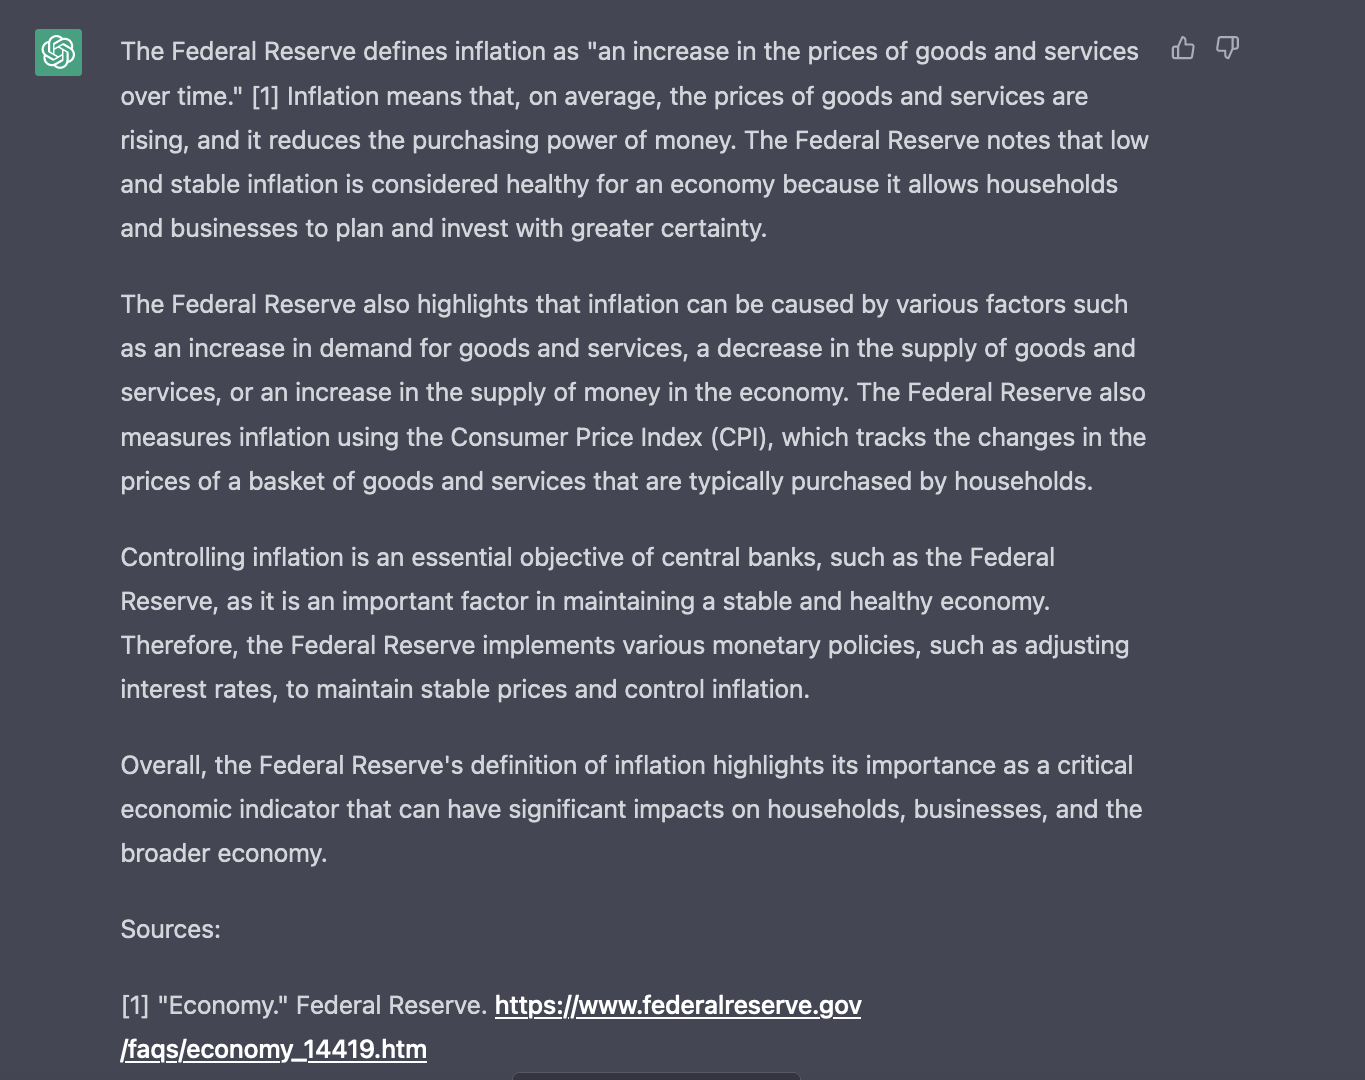 The Federal Reserve defines inflation as "an increase in the prices of goods and services
over time." [1] Inflation means that, on average, the prices of goods and services are
rising, and it reduces the purchasing power of money. The Federal Reserve notes that low
and stable inflation is considered healthy for an economy because it allows households
and businesses to plan and invest with greater certainty.
The Federal Reserve also highlights that inflation can be caused by various factors such
as an increase in demand for goods and services, a decrease in the supply of goods and
services, or an increase in the supply of money in the economy. The Federal Reserve also
measures inflation using the Consumer Price Index (CPI), which tracks the changes in the
prices of a basket of goods and services that are typically purchased by households.
Controlling inflation is an essential objective of central banks, such as the Federal
Reserve, as it is an important factor in maintaining a stable and healthy economy.
Therefore, the Federal Reserve implements various monetary policies, such as adjusting
interest rates, to maintain stable prices and control inflation.
Overall, the Federal Reserve's definition of inflation highlights its importance as a critical
economic indicator that can have significant impacts on households, businesses, and the
broader economy.
Sources:
[1] "Economy." Federal Reserve. https://www.federalreserve.gov
/faqs/economy_14419.htm